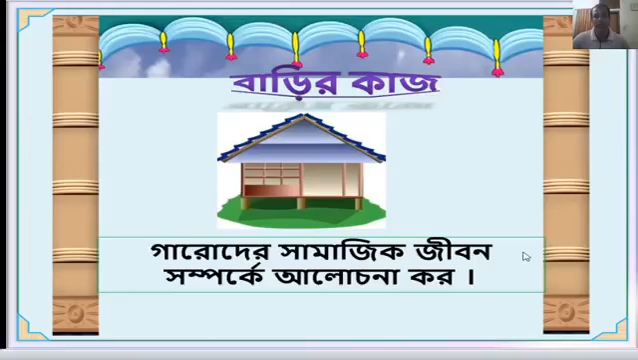 বাড়ির কাজ
গারোদের সামাজিক জীবন
সম্পর্কে আলোচনা কর ।